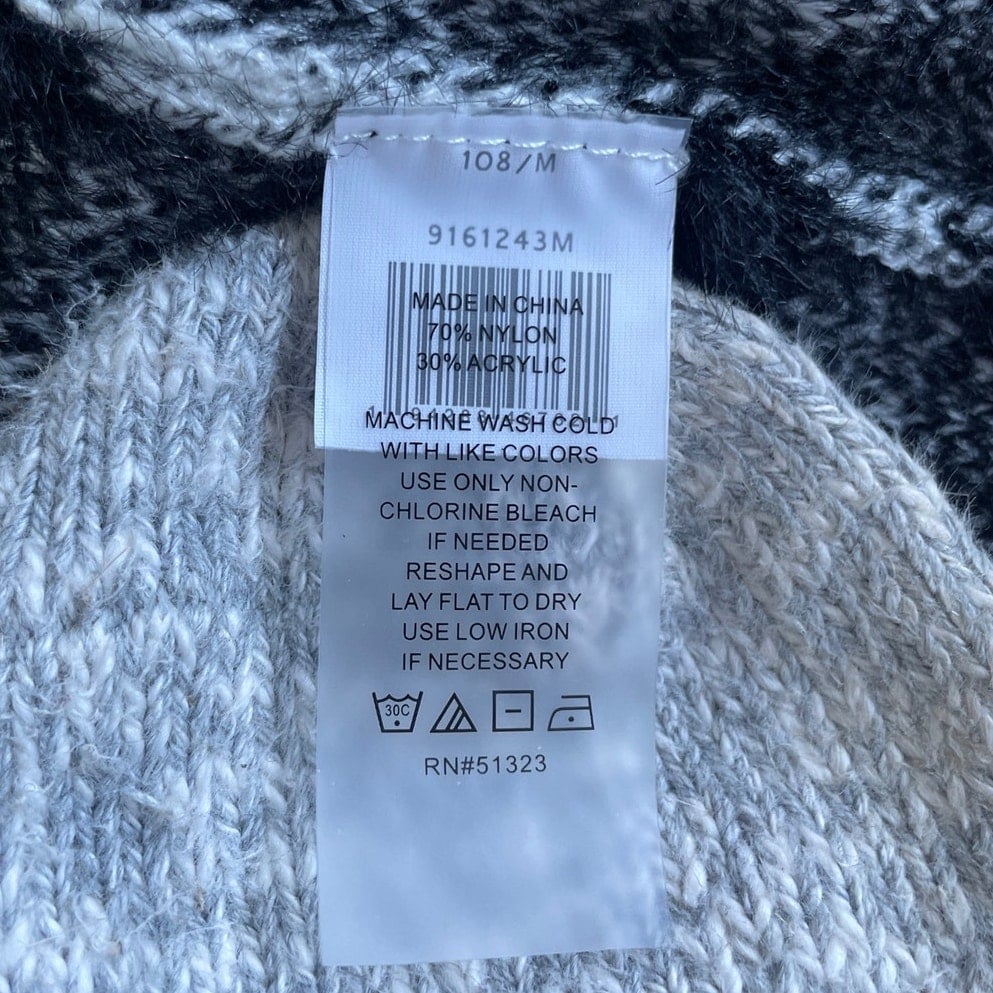 108/M
9161243M
MADE IN CHINA
70% NYLON
30% ACRYLIC
MACHINE WASH COLD
WITH LIKE COLORS
USE ONLY NON-
CHLORINE BLEACH
IF NEEDED
RESHAPE AND
LAY FLAT TO DRY
USE LOW IRON
IF NECESSARY
30C
RN#51323